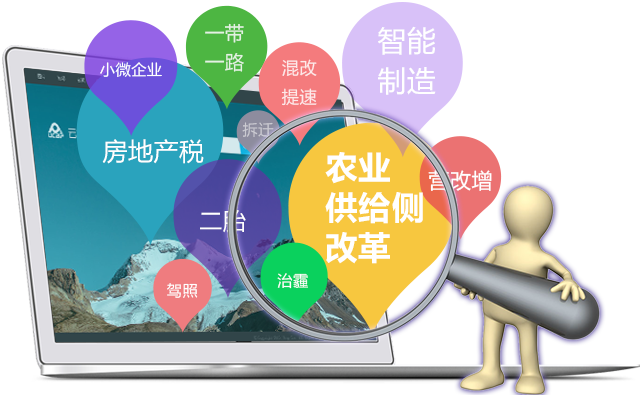 一带
一路
智能
制造
小微企业
混改
提速
拆迁
房地产税
农业
供给侧
改革
营改增
二胎
治霾
驾照